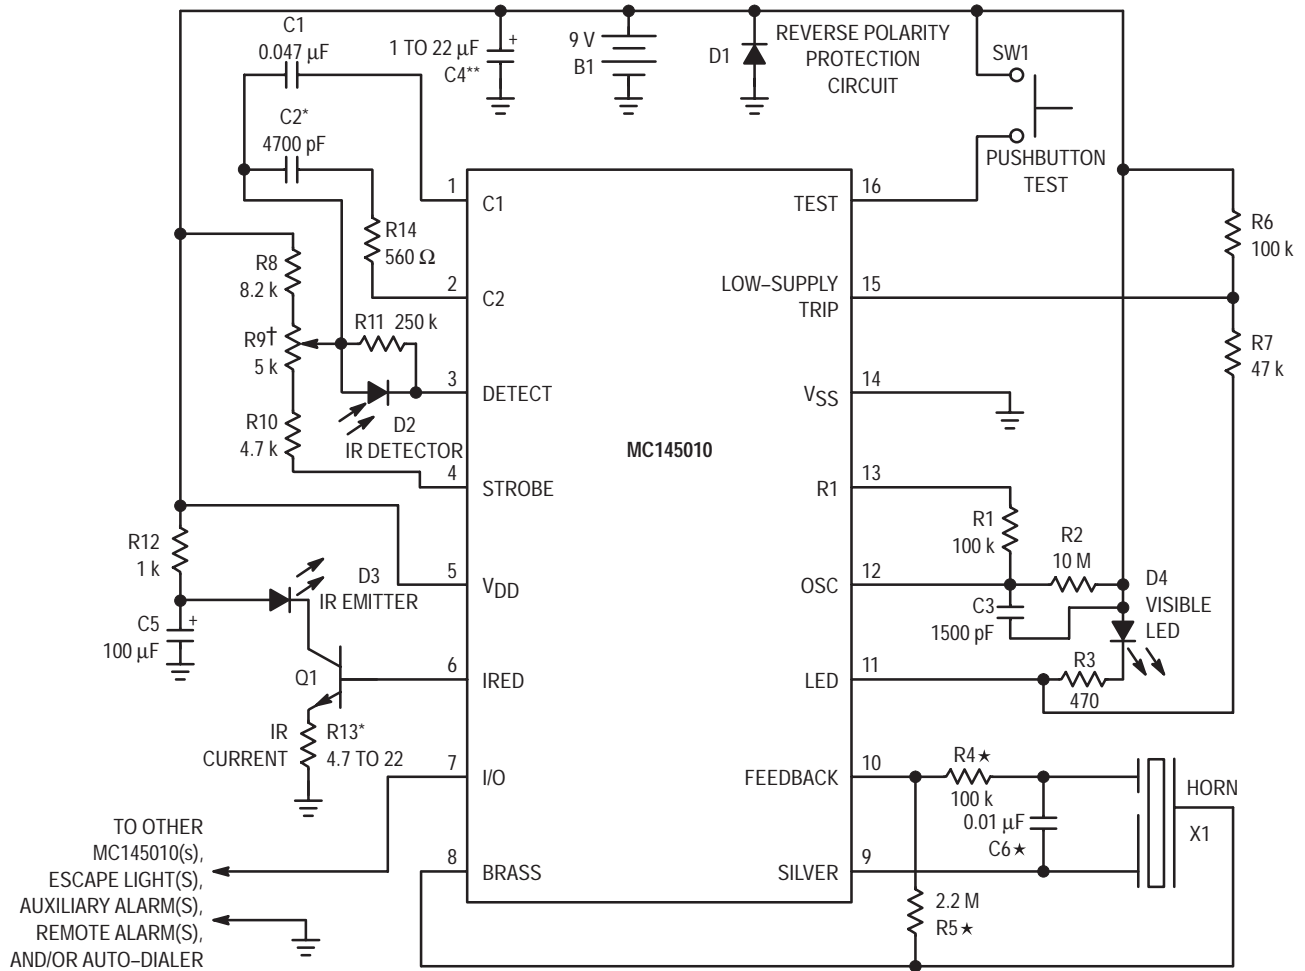 C1
0.047 µF
1 TO 22 µF
+
C4**
9 V
B1
D1
REVERSE POLARITY
PROTECTION
CIRCUIT
SW1
PUSHBUTTON
TEST
C2*
4700 pF
R14
560 Ω
R8
8.2 k
R9†
5 k
R10
4.7 k
R11 250 k
D2
IR DETECTOR
R12
1 k
C5
+
100 µF
D3
IR EMITTER
Q1
IR
CURRENT
R13*
4.7 TO 22
TO OTHER
MC145010(s),
ESCAPE LIGHT(S),
AUXILIARY ALARM(S),
REMOTE ALARM(S),
AND/OR AUTO–DIALER
MC145010
1
C1
2
C2
3
DETECT
4
STROBE
5
VDD
6
IRED
7
I/O
8
BRASS
16
TEST
15
LOW–SUPPLY
TRIP
14
VSS
13
R1
12
OSC
11
LED
10
FEEDBACK
9
SILVER
R6
100 k
R7
47 k
R1
100 k
R2
10 M
C3
1500 pF
D4
VISIBLE
LED
R3
470
R4★
100 k
0.01 µF
C6★
2.2 M
R5★
HORN
X1